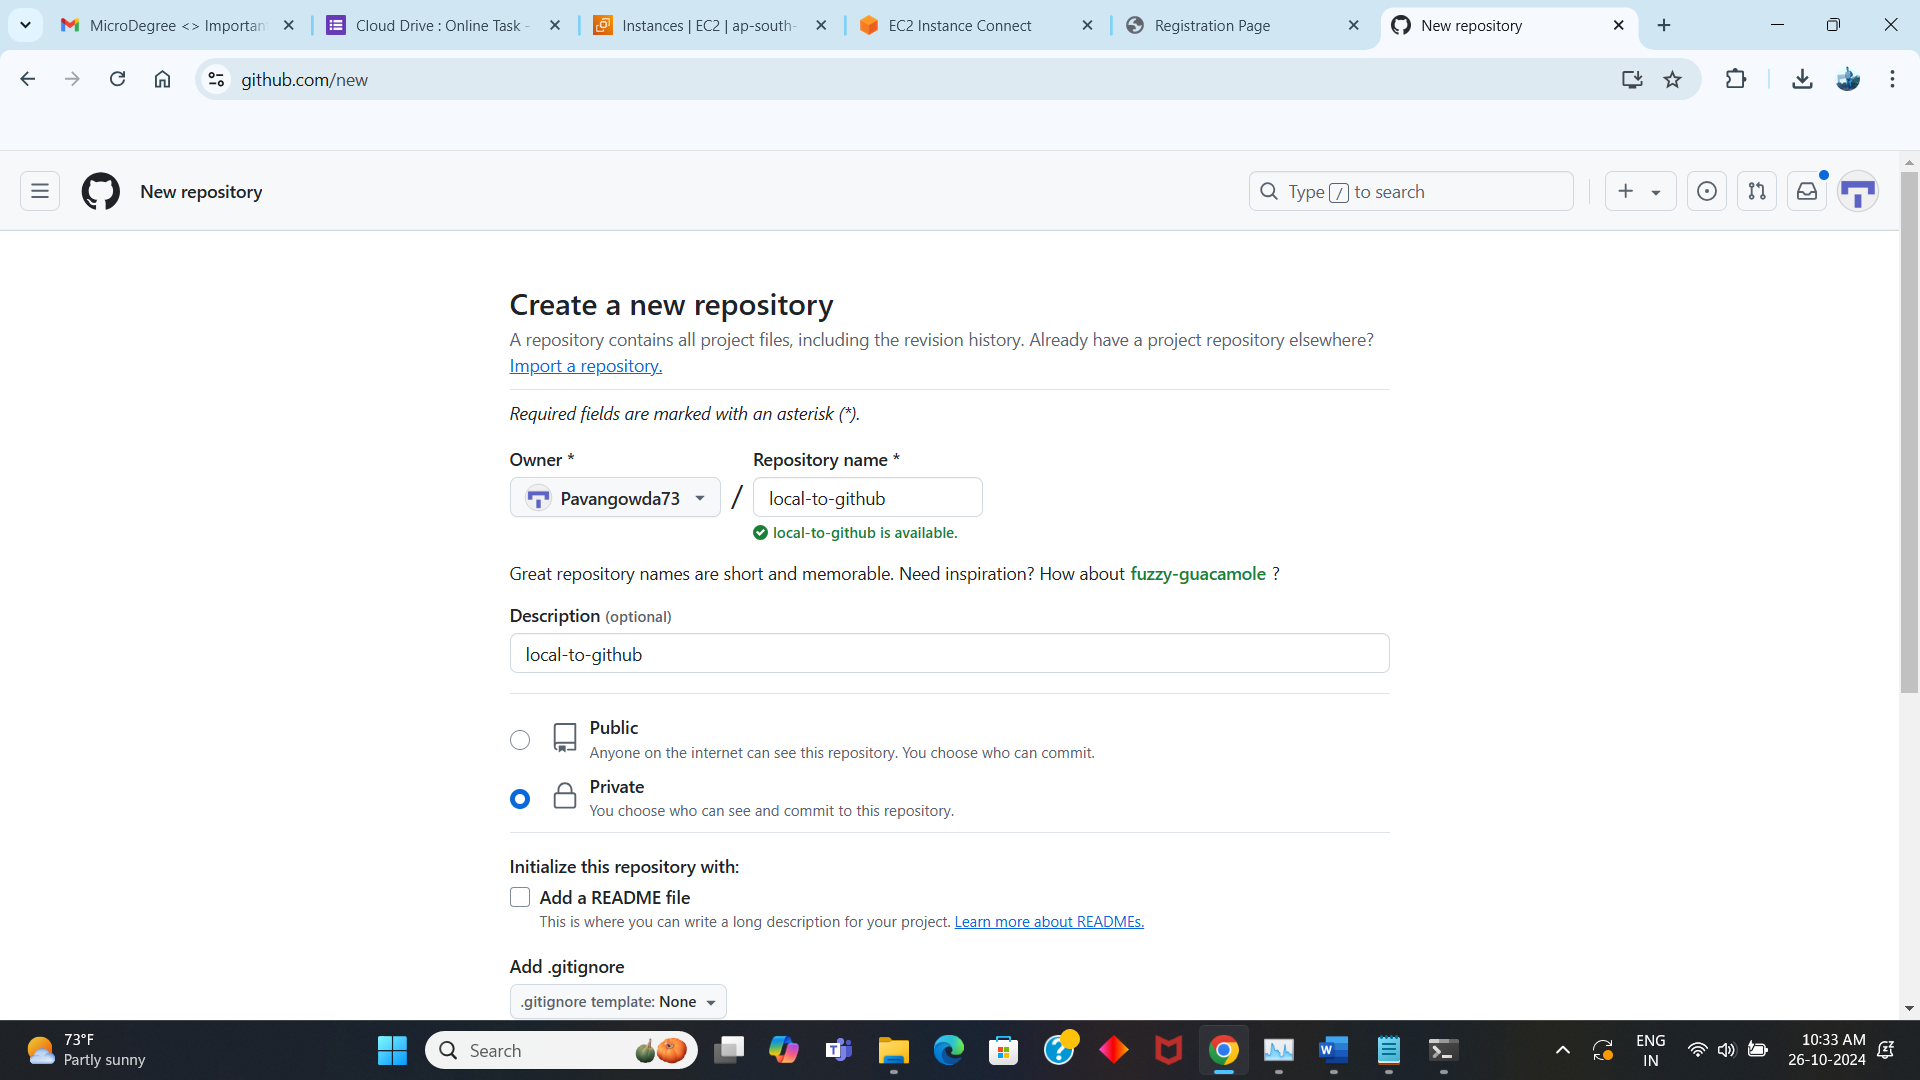 MicroDegree <> Importan
Cloud Drive : Online Task -
Instances | EC2 | ap-south-
EC2 Instance Connect
Registration Page
New repository
github.com/new
New repository
Type / to search
Create a new repository
A repository contains all project files, including the revision history. Already have a project repository elsewhere?
Import a repository.
Required fields are marked with an asterisk (*).
Owner *
Repository name *
Pavangowda73
/
local-to-github
local-to-github is available.
Great repository names are short and memorable. Need inspiration? How about fuzzy-guacamole ?
Description (optional)
local-to-github
Public
Anyone on the internet can see this repository. You choose who can commit.
Private
You choose who can see and commit to this repository.
Initialize this repository with:
Add a README file
This is where you can write a long description for your project. Learn more about READMEs.
Add .gitignore
.gitignore template: None
73°F
Partly sunny
Search
ENG
IN
10:33 AM
26-10-2024